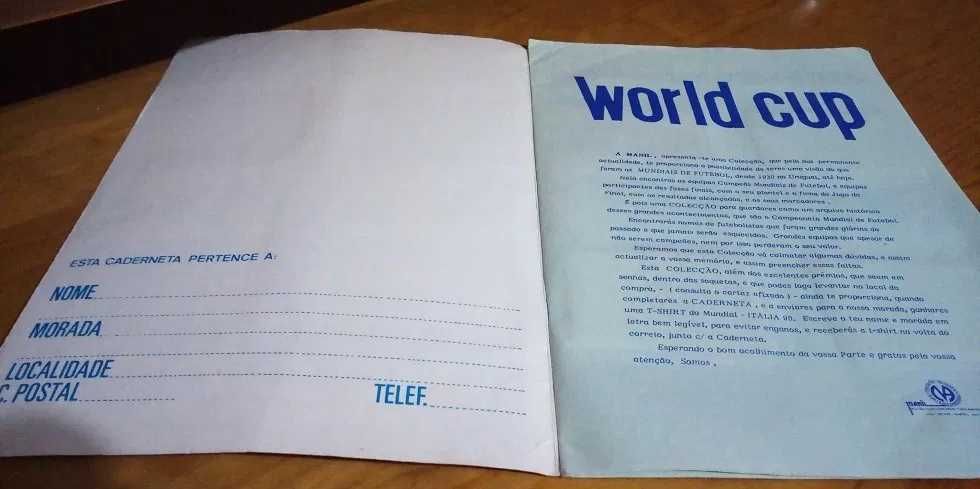 ESTA CADERNETA PERTENCE A:
NOME
MORADA
LOCALIDADE
C. POSTAL
TELEF.
world cup
A MANIL, apresenta-te uma Colecção, que pela sua permanente
actualidade, te proporciona a possibilidade de teres uma visão do que
foram os MUNDIAIS DE FUTEBOL, desde 1930 no Uruguai, até hoje.
Nela encontras as equipas Campeãs Mundiais de Futebol, e equipas
participantes das fases finais, com o seu plantel e a fama do Jogo da
Final, com os resultados alcançados, e os seus marcadores.
É pois uma COLECÇÃO para guardares como um arquivo histórico
desses grandes acontecimentos, que são o Campeonato Mundial de Futebol.
Encontrarás nomes de futebolistas que foram grandes glórias do
passado e que jamais serão esquecidos. Grandes equipas que apesar de
não serem campeões, nem por isso perderam o seu valor.
Esperamos que esta Colecção vá colmatar algumas dúvidas, e assim
actualizar a vossa memória, e assim preencher essas faltas.
Esta COLECÇÃO, além dos excelentes prémios, que saem em
senhas, dentro das saquetas, e que podes logo levantar no local da
compra, - ( consulta o cartaz afixado ) - ainda te proporciona, quando
completares a CADERNETA, e a enviares para a nossa morada, ganhares
uma T-SHIRT do Mundial - ITÁLIA 90. Escreve o teu nome e morada em
letra bem legível, para evitar enganos, e receberás a t-shirt na volta do
correio, junto c/ a Caderneta.
Esperando o bom acolhimento da vossa Parte e gratos pela vossa
atenção, Somos,
manil